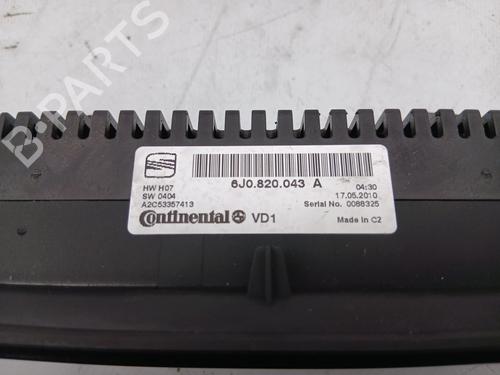 B-PARTS
6J0.820.043 A
HW H07
SW 0404
A2C53357413
04:30
17.05.2010
Serial No. 0088325
Continental VD1
Made in C2